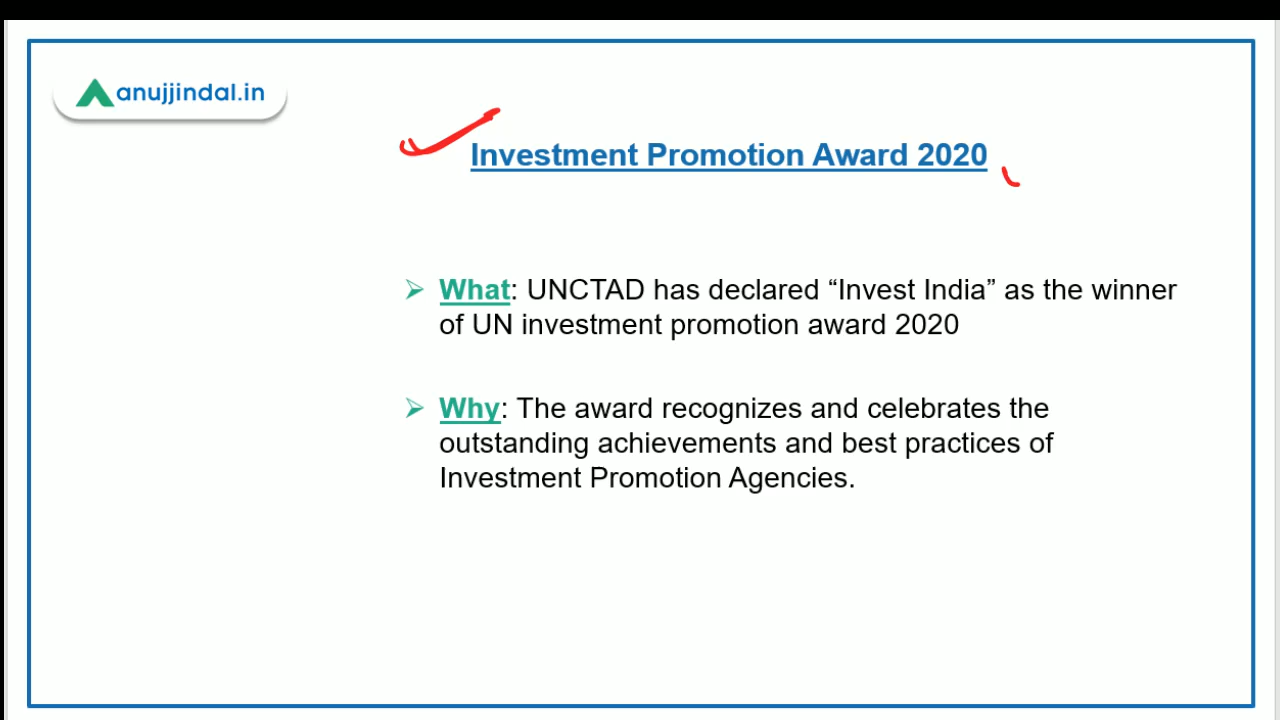 anujjindal.in
Investment Promotion Award 2020
What: UNCTAD has declared “Invest India” as the winner
of UN investment promotion award 2020
Why: The award recognizes and celebrates the
outstanding achievements and best practices of
Investment Promotion Agencies.